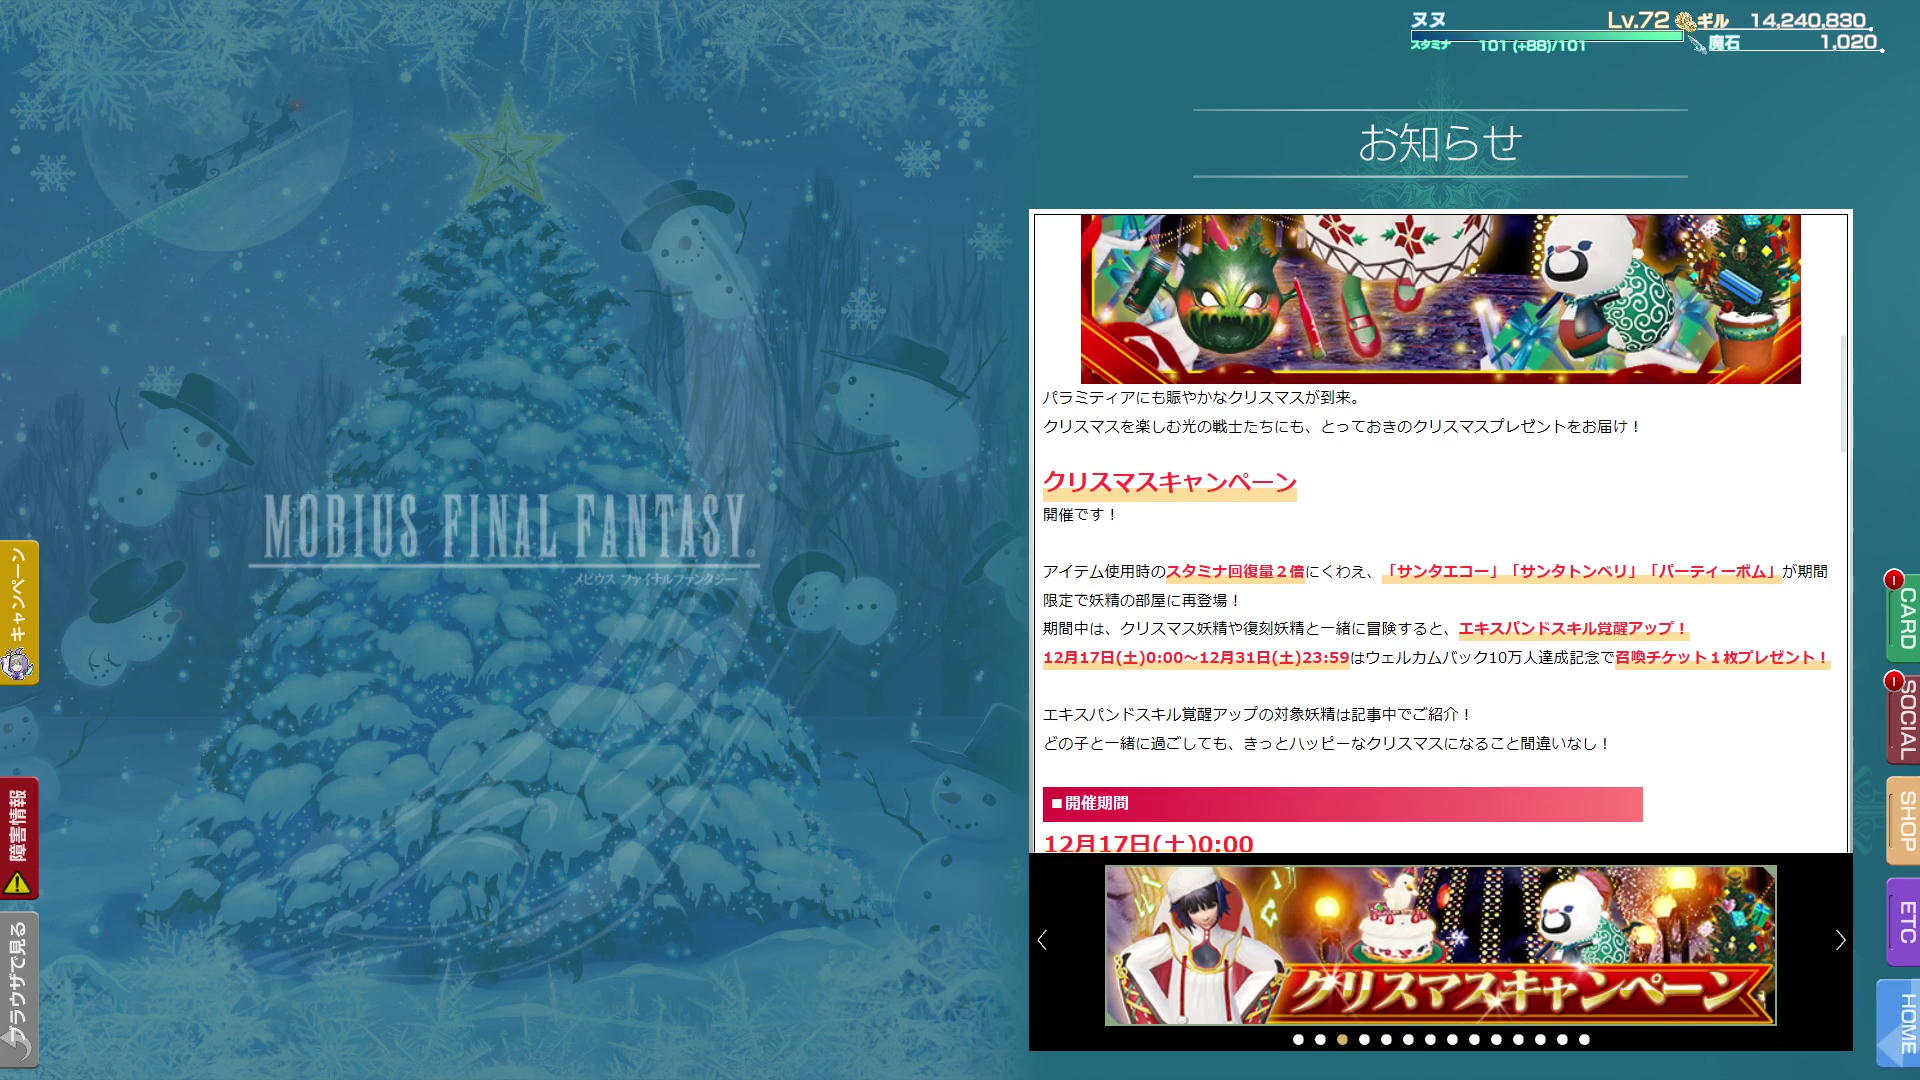 ヌヌ
Lv.72
ギル 14,240,830
スタミナ 101 (+88)/101
魔石 1,020
お知らせ
パラミティアにも賑やかなクリスマスが到来。
クリスマスを楽しむ光の戦士たちにも、とっておきのクリスマスプレゼントをお届け！
クリスマスキャンペーン
開催です！
アイテム使用時のスタミナ回復量２倍にくわえ、「サンタエコー」「サンタトンベリ」「パーティーボム」が期間
限定で妖精の部屋に再登場！
期間中は、クリスマス妖精や復刻妖精と一緒に冒険すると、エキスパンドスキル覚醒アップ！
12月17日(土)0:00～12月31日(土)23:59はウェルカムバック10万人達成記念で召喚チケット１枚プレゼント！
エキスパンドスキル覚醒アップの対象妖精は記事中でご紹介！
どの子と一緒に過ごしても、きっとハッピーなクリスマスになること間違いなし！
■開催期間
12月17日(土)0:00
クリスマスキャンペーン
MOBIUS FINAL FANTASY
メビウス ファイナルファンタジー
キャンペーン
障害情報
ブラウザで見る
CARD
SOCIAL
SHOP
ETC
HOME